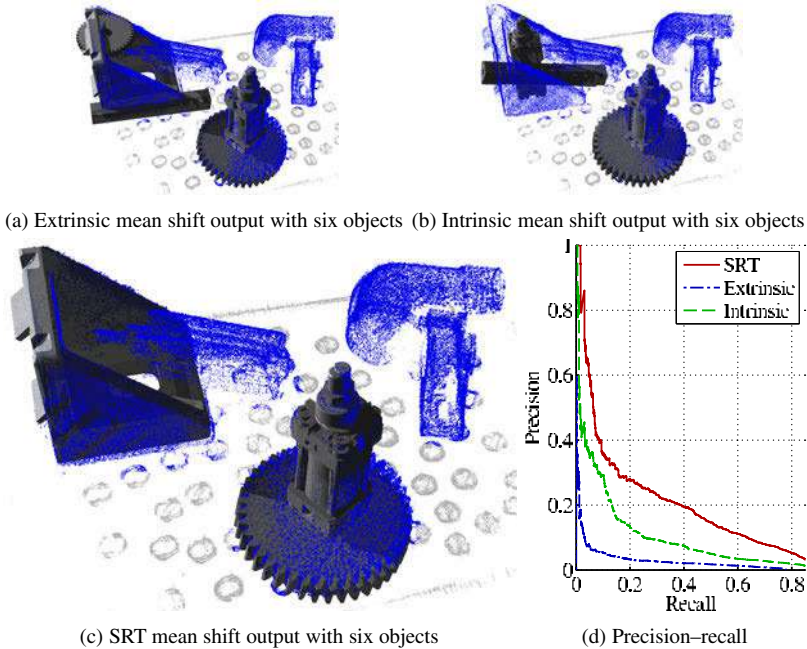 (a) Extrinsic mean shift output with six objects
(b) Intrinsic mean shift output with six objects
1
0.8
0.6
0.4
0.2
0
Precision
SRT
Extrinsic
Intrinsic
0 0.2 0.4 0.6 0.8
Recall
(c) SRT mean shift output with six objects
(d) Precision–recall